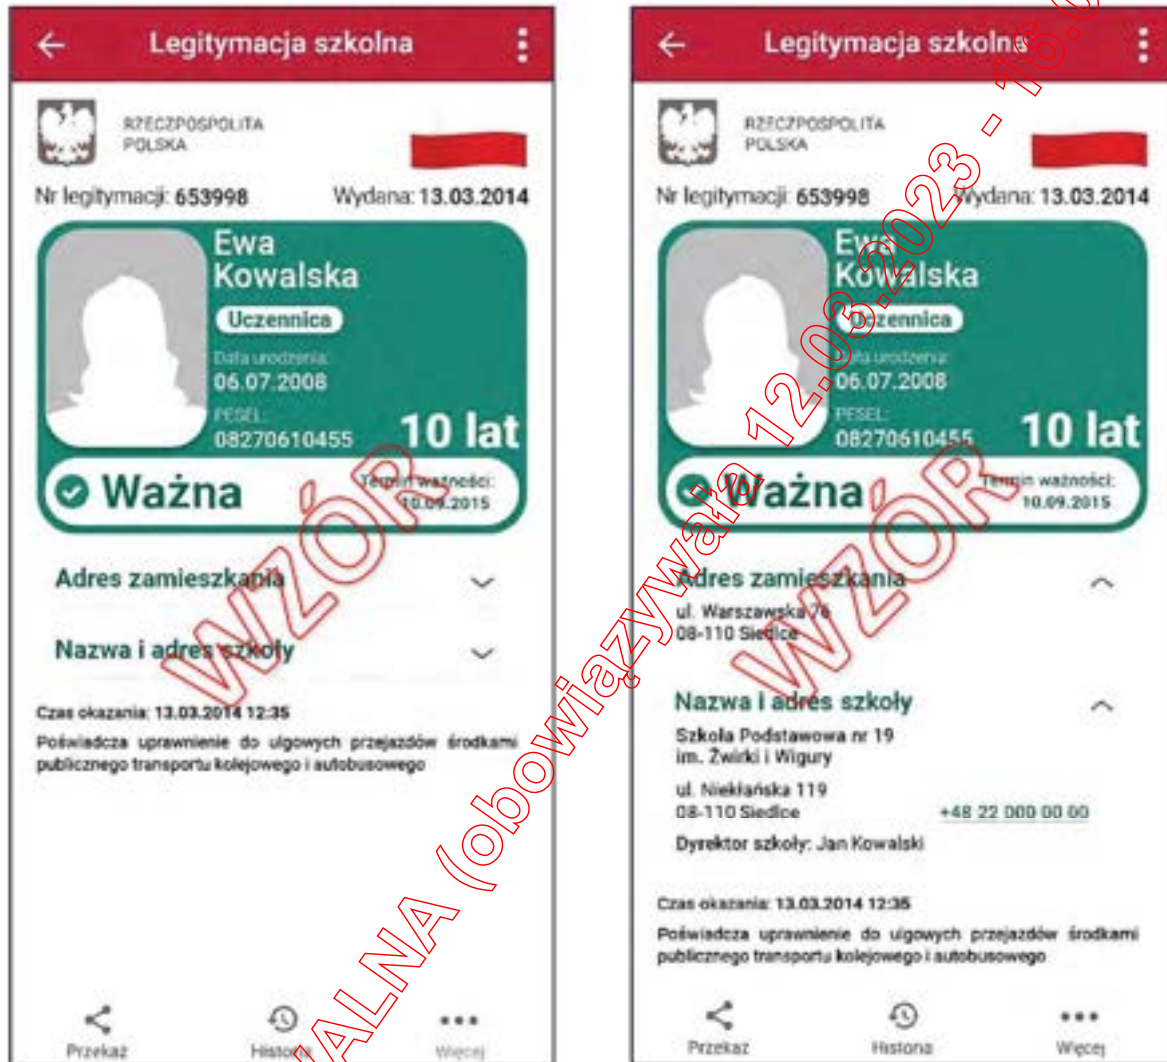 Legitymacja szkolna
RZECZPOSPOLITA
POLSKA
Nr legitymacji: 653998 Wydana: 13.03.2014
Ewa
Kowalska
Uczennica
Data urodzenia:
06.07.2008
PESEL:
08270610455
10 lat
Ważna
Termin ważności:
10.09.2015
Adres zamieszkania
Nazwa i adres szkoły
Czas okazania: 13.03.2014 12:35
Poświadcza uprawnienie do ulgowych przejazdów środkami
publicznego transportu kolejowego i autobusowego
Przekaż Historia Więcej
WZÓR
Legitymacja szkolna
RZECZPOSPOLITA
POLSKA
Nr legitymacji: 653998 Wydana: 13.03.2014
Ewa
Kowalska
Uczennica
Data urodzenia:
06.07.2008
PESEL:
08270610455
10 lat
Ważna
Termin ważności:
10.09.2015
Adres zamieszkania
ul. Warszawska 76
08-110 Siedlce
Nazwa i adres szkoły
Szkoła Podstawowa nr 19
im. Żwirki i Wigury
ul. Niekłańska 119
08-110 Siedlce +48 22 000 00 00
Dyrektor szkoły: Jan Kowalski
Czas okazania: 13.03.2014 12:35
Poświadcza uprawnienie do ulgowych przejazdów środkami
publicznego transportu kolejowego i autobusowego
Przekaż Historia Więcej
WZÓR
ALNA (obowiązywała 12.03.2023 - 16.0